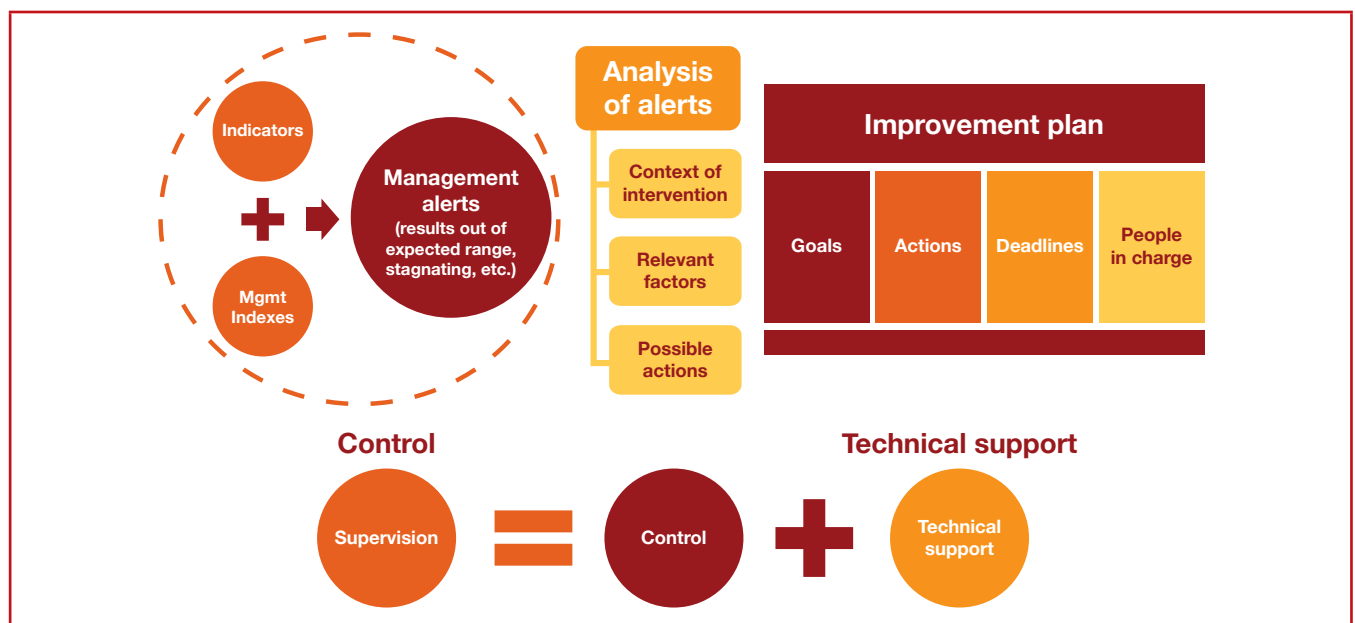 Indicators
Mgmt
Indexes
Management
alerts
(results out of
expected range,
stagnating, etc.)
Analysis
of alerts
Context of
intervention
Relevant
factors
Possible
actions
Improvement plan
Goals
Actions
Deadlines
People
in charge
Control
Technical support
Supervision
Control
Technical
support